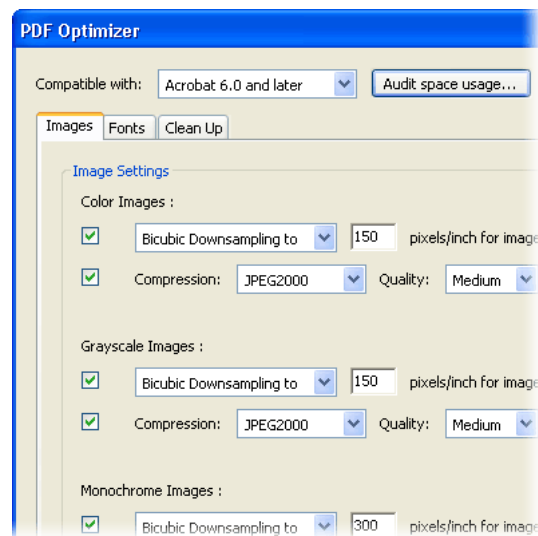 PDF Optimizer
Compatible with: Acrobat 6.0 and later Audit space usage...
Images Fonts Clean Up
Image Settings
Color Images :
Bicubic Downsampling to 150 pixels/inch for image
Compression: JPEG2000 Quality: Medium
Grayscale Images :
Bicubic Downsampling to 150 pixels/inch for image
Compression: JPEG2000 Quality: Medium
Monochrome Images :
Bicubic Downsampling to 300 pixels/inch for image